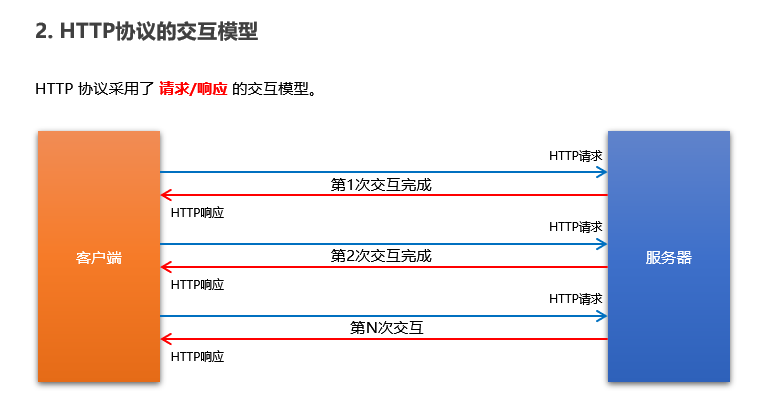 2. HTTP协议的交互模型
HTTP 协议采用了 请求/响应 的交互模型。
HTTP请求
第1次交互完成
HTTP响应
HTTP请求
客户端
第2次交互完成
服务器
HTTP响应
HTTP请求
第N次交互
HTTP响应